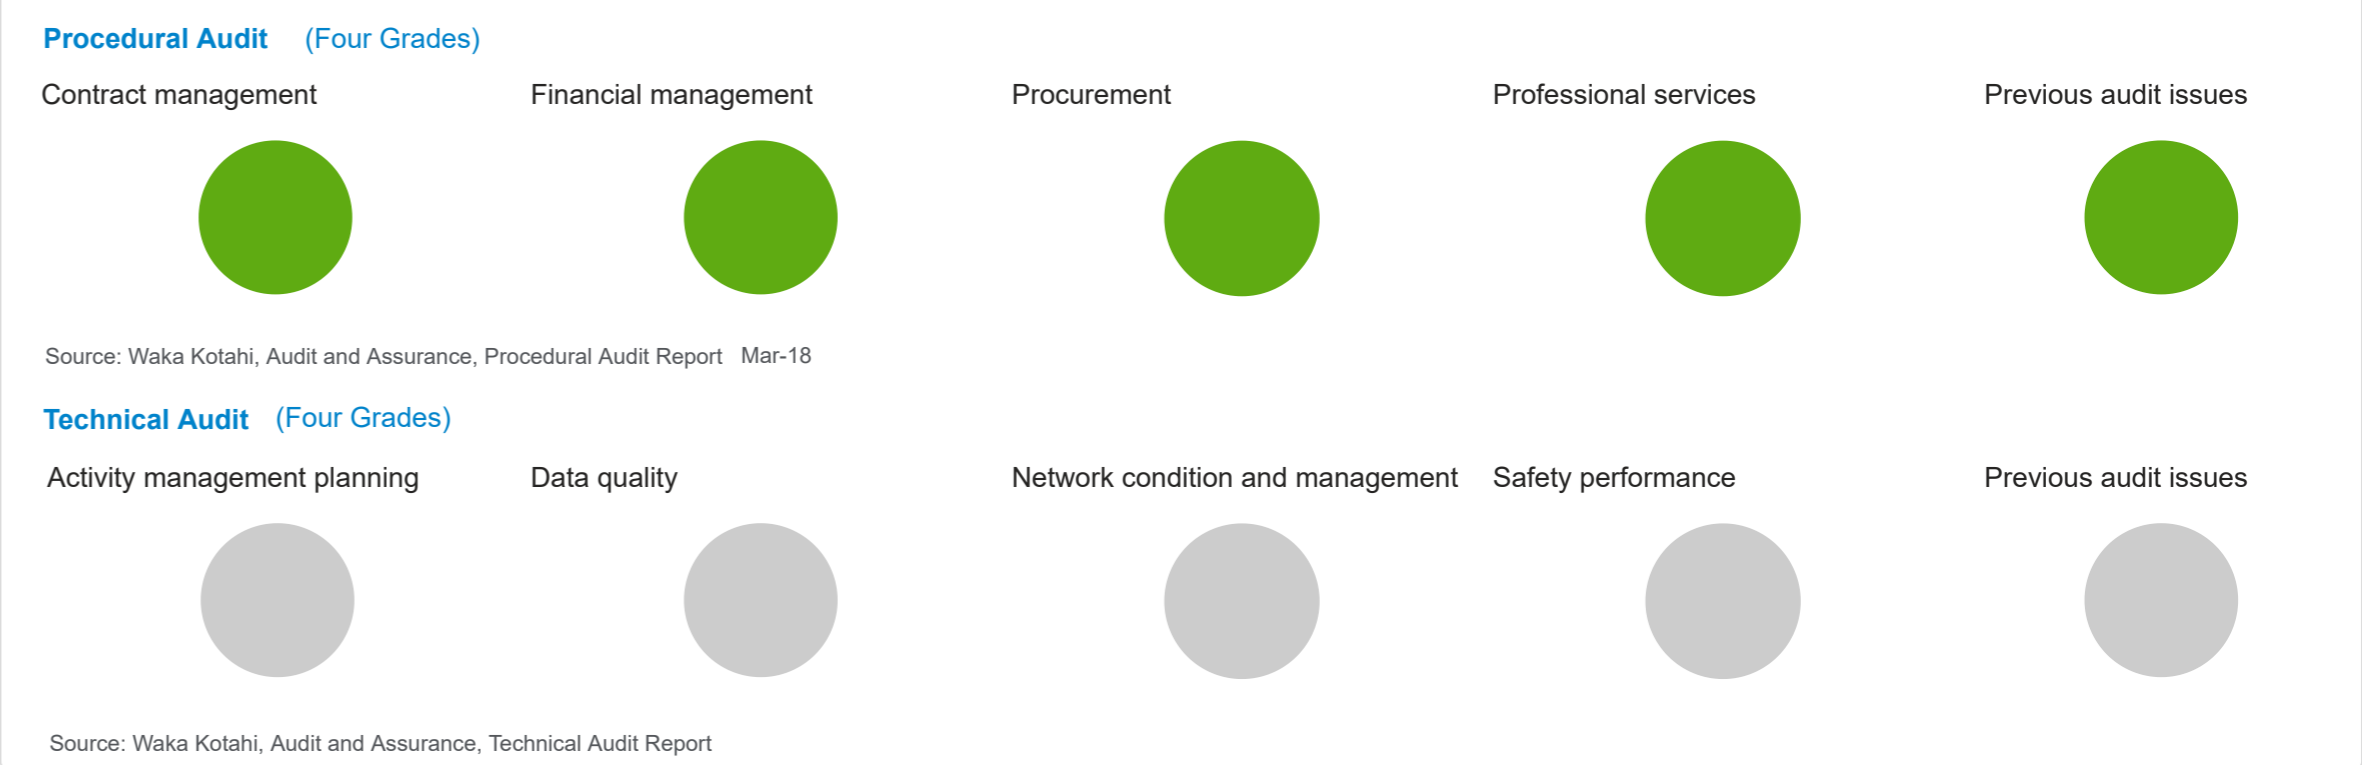 Procedural Audit (Four Grades)
Contract management Financial management Procurement Professional services Previous audit issues
Source: Waka Kotahi, Audit and Assurance, Procedural Audit Report Mar-18
Technical Audit (Four Grades)
Activity management planning Data quality Network condition and management Safety performance Previous audit issues
Source: Waka Kotahi, Audit and Assurance, Technical Audit Report